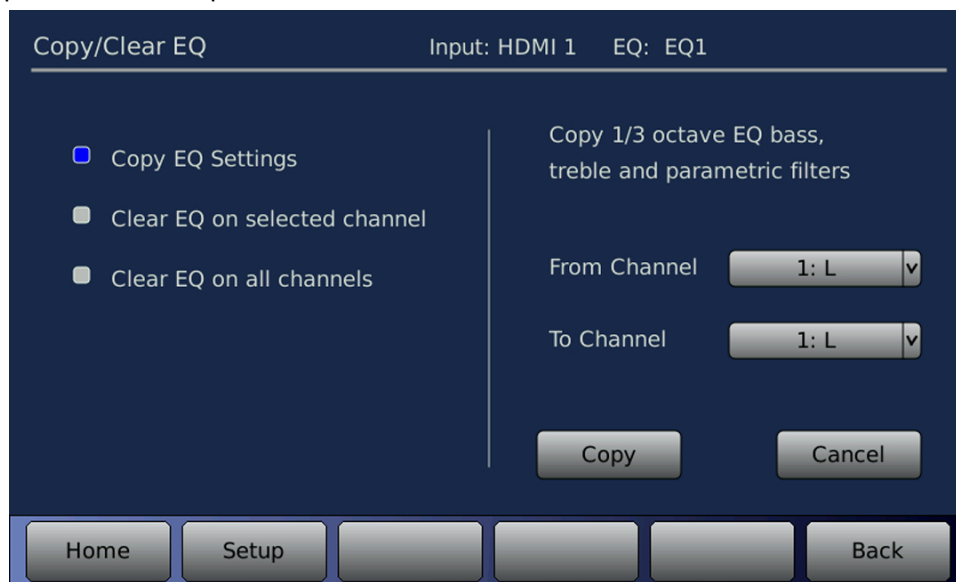 Copy/Clear EQ
Input: HDMI 1 EQ: EQ1
Copy EQ Settings
Clear EQ on selected channel
Clear EQ on all channels
Copy 1/3 octave EQ bass,
treble and parametric filters
From Channel 1: L
To Channel 1: L
Copy Cancel
Home Setup Back